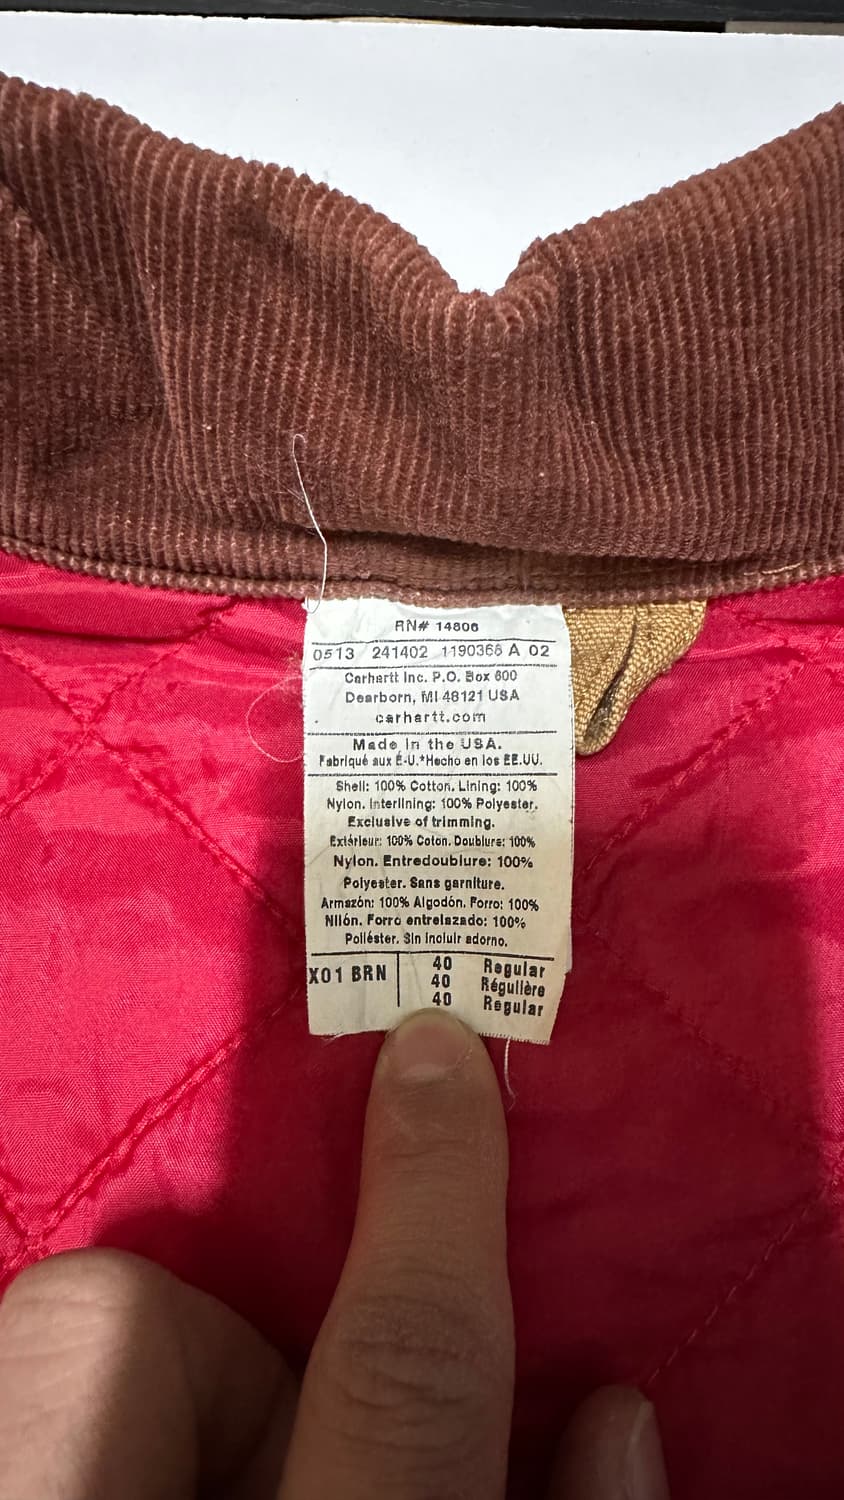 RN# 14806
0513 241402 1190366 A 02
Carhartt Inc. P.O. Box 600
Dearborn, MI 48121 USA
carhartt.com
Made in the USA.
Fabriqué aux É-U.*Hecho en los EE.UU.
Shell: 100% Cotton. Lining: 100%
Nylon. Interlining: 100% Polyester.
Exclusive of trimming.
Extérieur: 100% Coton. Doublure: 100%
Nylon. Entredoublure: 100%
Polyester. Sans garniture.
Armazón: 100% Algodón. Forro: 100%
Nilón. Forro entrelazado: 100%
Poliéster. Sin incluir adorno.
X01 BRN
40 Regular
40 Régulière
40 Regular